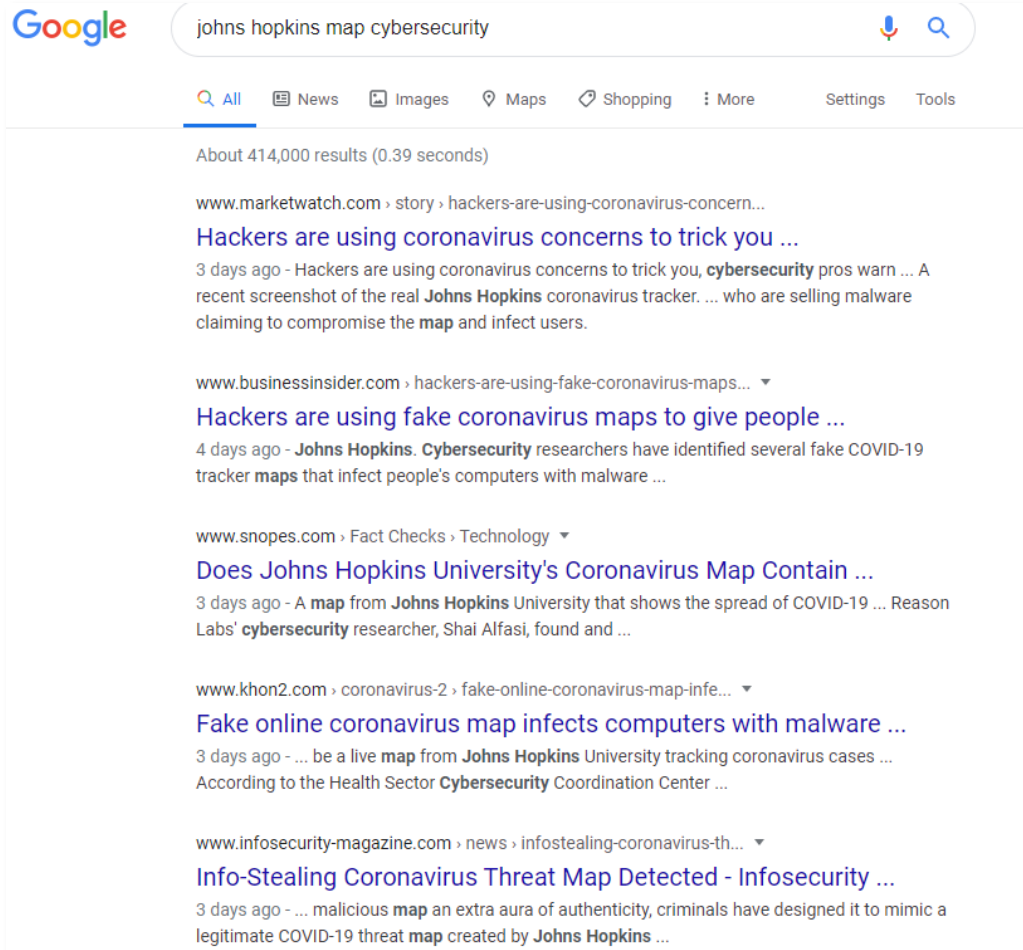 Google
johns hopkins map cybersecurity
All News Images Maps Shopping More Settings Tools
About 414,000 results (0.39 seconds)
www.marketwatch.com › story › hackers-are-using-coronavirus-concern...
Hackers are using coronavirus concerns to trick you ...
3 days ago - Hackers are using coronavirus concerns to trick you, cybersecurity pros warn ... A
recent screenshot of the real Johns Hopkins coronavirus tracker. ... who are selling malware
claiming to compromise the map and infect users.
www.businessinsider.com › hackers-are-using-fake-coronavirus-maps...
Hackers are using fake coronavirus maps to give people ...
4 days ago - Johns Hopkins. Cybersecurity researchers have identified several fake COVID-19
tracker maps that infect people's computers with malware ...
www.snopes.com › Fact Checks › Technology
Does Johns Hopkins University's Coronavirus Map Contain ...
3 days ago - A map from Johns Hopkins University that shows the spread of COVID-19 ... Reason
Labs' cybersecurity researcher, Shai Alfasi, found and ...
www.khon2.com › coronavirus-2 › fake-online-coronavirus-map-infe...
Fake online coronavirus map infects computers with malware ...
3 days ago - ... be a live map from Johns Hopkins University tracking coronavirus cases ...
According to the Health Sector Cybersecurity Coordination Center ...
www.infosecurity-magazine.com › news › infostealing-coronavirus-th...
Info-Stealing Coronavirus Threat Map Detected - Infosecurity ...
3 days ago - ... malicious map an extra aura of authenticity, criminals have designed it to mimic a
legitimate COVID-19 threat map created by Johns Hopkins ...